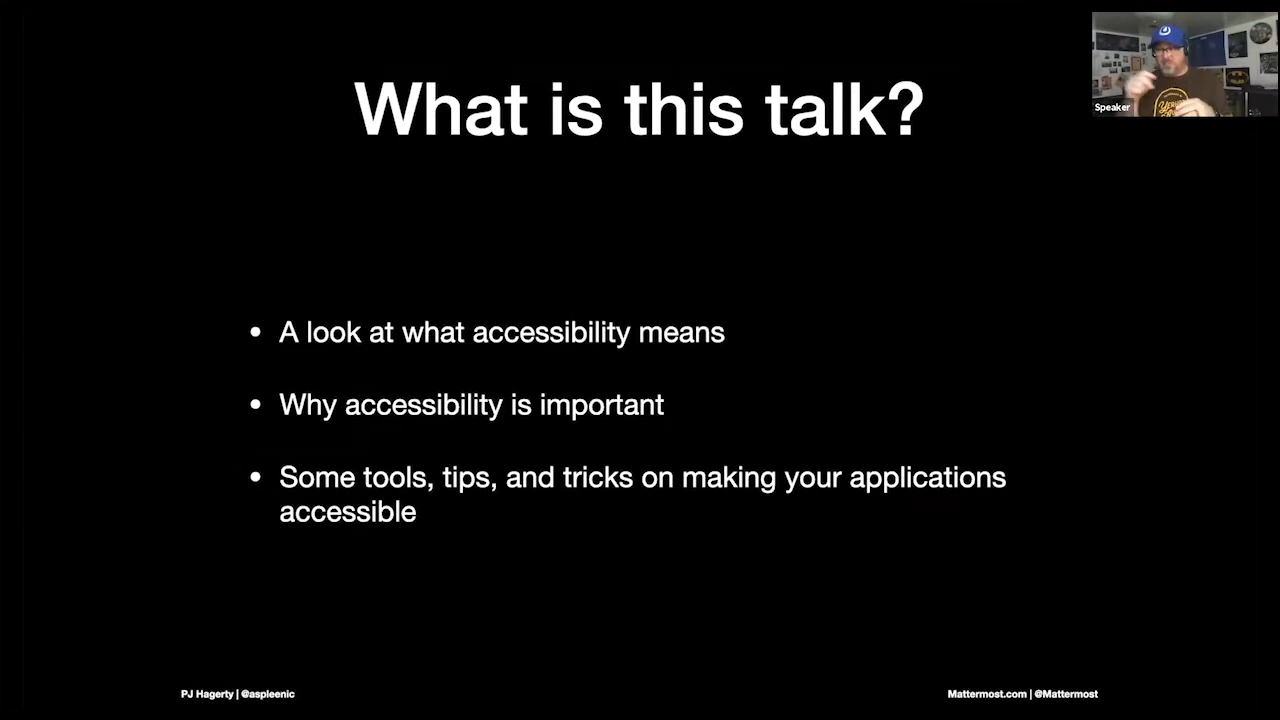 What is this talk?
Speaker
• A look at what accessibility means
• Why accessibility is important
• Some tools, tips, and tricks on making your applications
accessible
PJ Hagerty | @aspleenic
Mattermost.com | @Mattermost